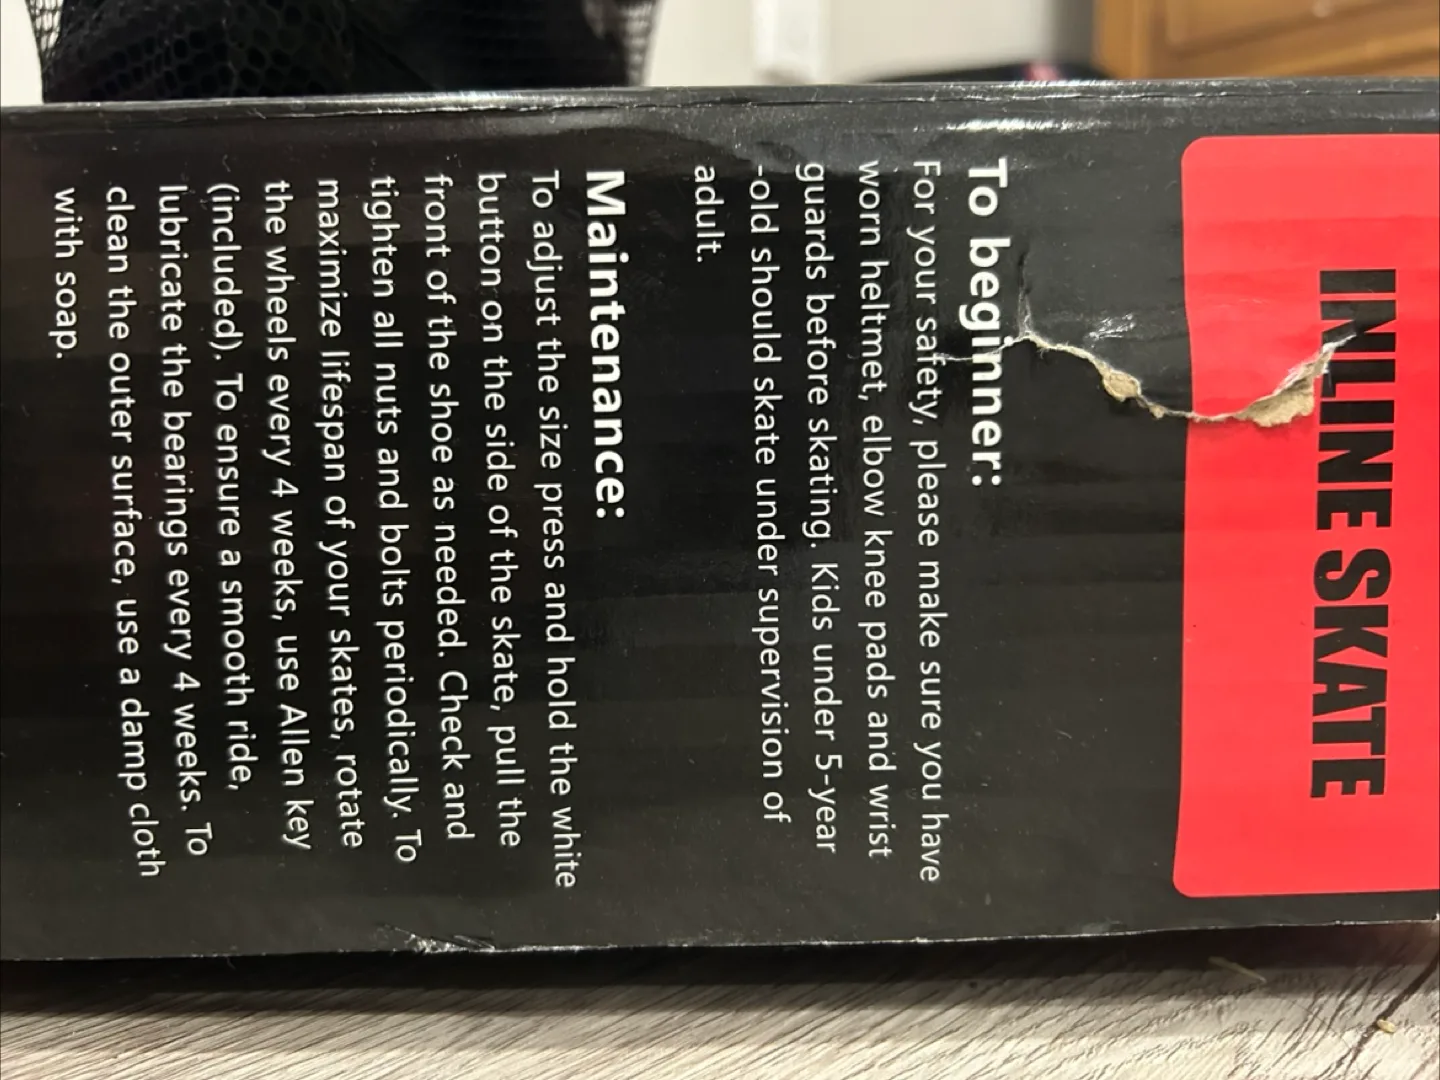 INLINE SKATE
To beginner:
For your safety, please make sure you have
worn heltmet, elbow knee pads and wrist
guards before skating. Kids under 5-year
-old should skate under supervision of
adult.
Maintenance:
To adjust the size press and hold the white
button on the side of the skate, pull the
front of the shoe as needed. Check and
tighten all nuts and bolts periodically. To
maximize lifespan of your skates, rotate
the wheels every 4 weeks, use Allen key
(included). To ensure a smooth ride,
lubricate the bearings every 4 weeks. To
clean the outer surface, use a damp cloth
with soap.